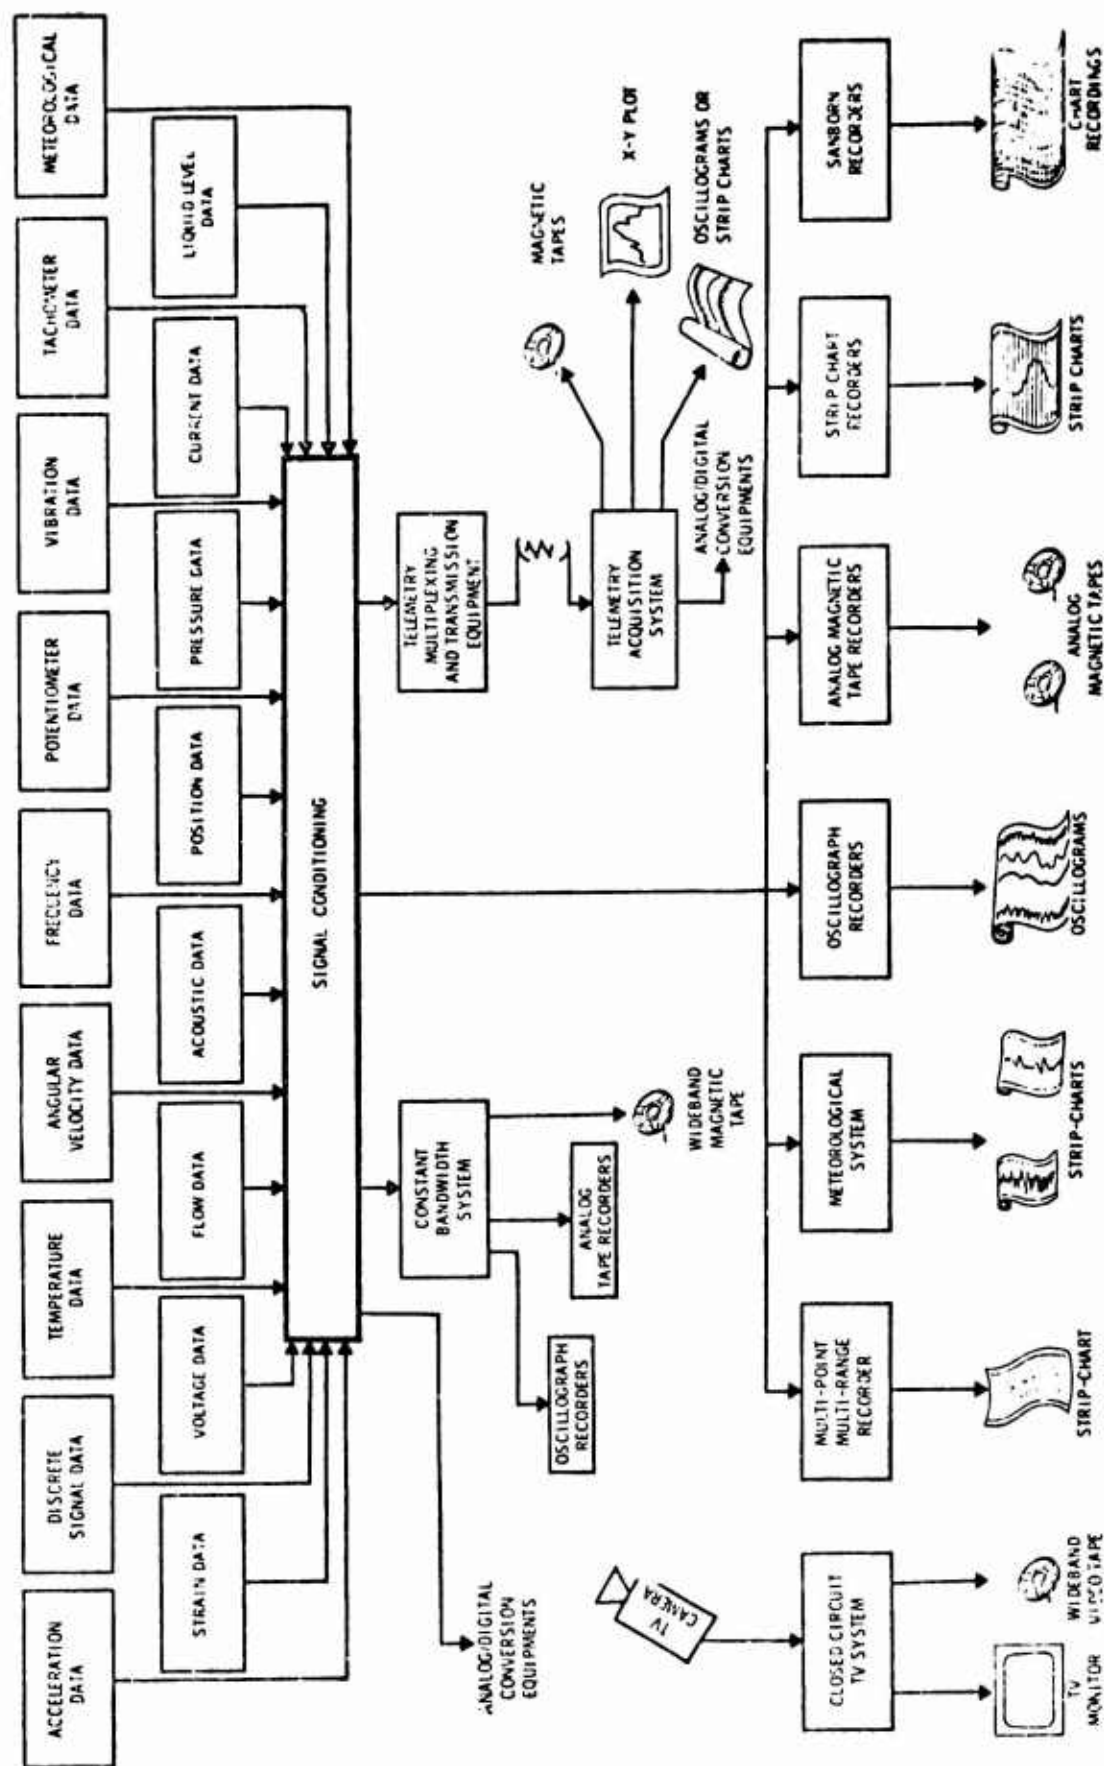 ACCELERATION
DATA
DISCRETE
SIGNAL DATA
TEMPERATURE
DATA
ANGULAR
VELOCITY DATA
FREQUENCY
DATA
POTENTIOMETER
DATA
VIBRATION
DATA
TACHOMETER
DATA
METEOROLOGICAL
DATA
STRAIN DATA
VOLTAGE DATA
FLOW DATA
ACOUSTIC DATA
POSITION DATA
PRESSURE DATA
CURRENT DATA
LIQUID LEVEL
DATA
SIGNAL CONDITIONING
ANALOG/DIGITAL
CONVERSION
EQUIPMENTS
CONSTANT
BANDWIDTH
SYSTEM
OSCILLOGRAPH
RECORDERS
ANALOG
TAPE RECORDERS
WIDEBAND
MAGNETIC
TAPE
TELEMETRY
MULTIPLEXING
AND TRANSMISSION
EQUIPMENT
TELEMETRY
ACQUISITION
SYSTEM
MAGNETIC
TAPES
X-Y PLOT
OSCILLOGRAMS OR
STRIP CHARTS
ANALOG/DIGITAL
CONVERSION
EQUIPMENTS
TV
CAMERA
CLOSED CIRCUIT
TV SYSTEM
MULTI-POINT
MULTI-RANGE
RECORDER
METEOROLOGICAL
SYSTEM
OSCILLOGRAPH
RECORDERS
ANALOG MAGNETIC
TAPE RECORDERS
STRIP CHART
RECORDERS
SANBORN
RECORDERS
TV
MONITOR
WIDEBAND
VIDEO TAPE
STRIP-CHART
STRIP-CHARTS
OSCILLOGRAMS
ANALOG
MAGNETIC TAPES
STRIP CHARTS
CHART
RECORDINGS